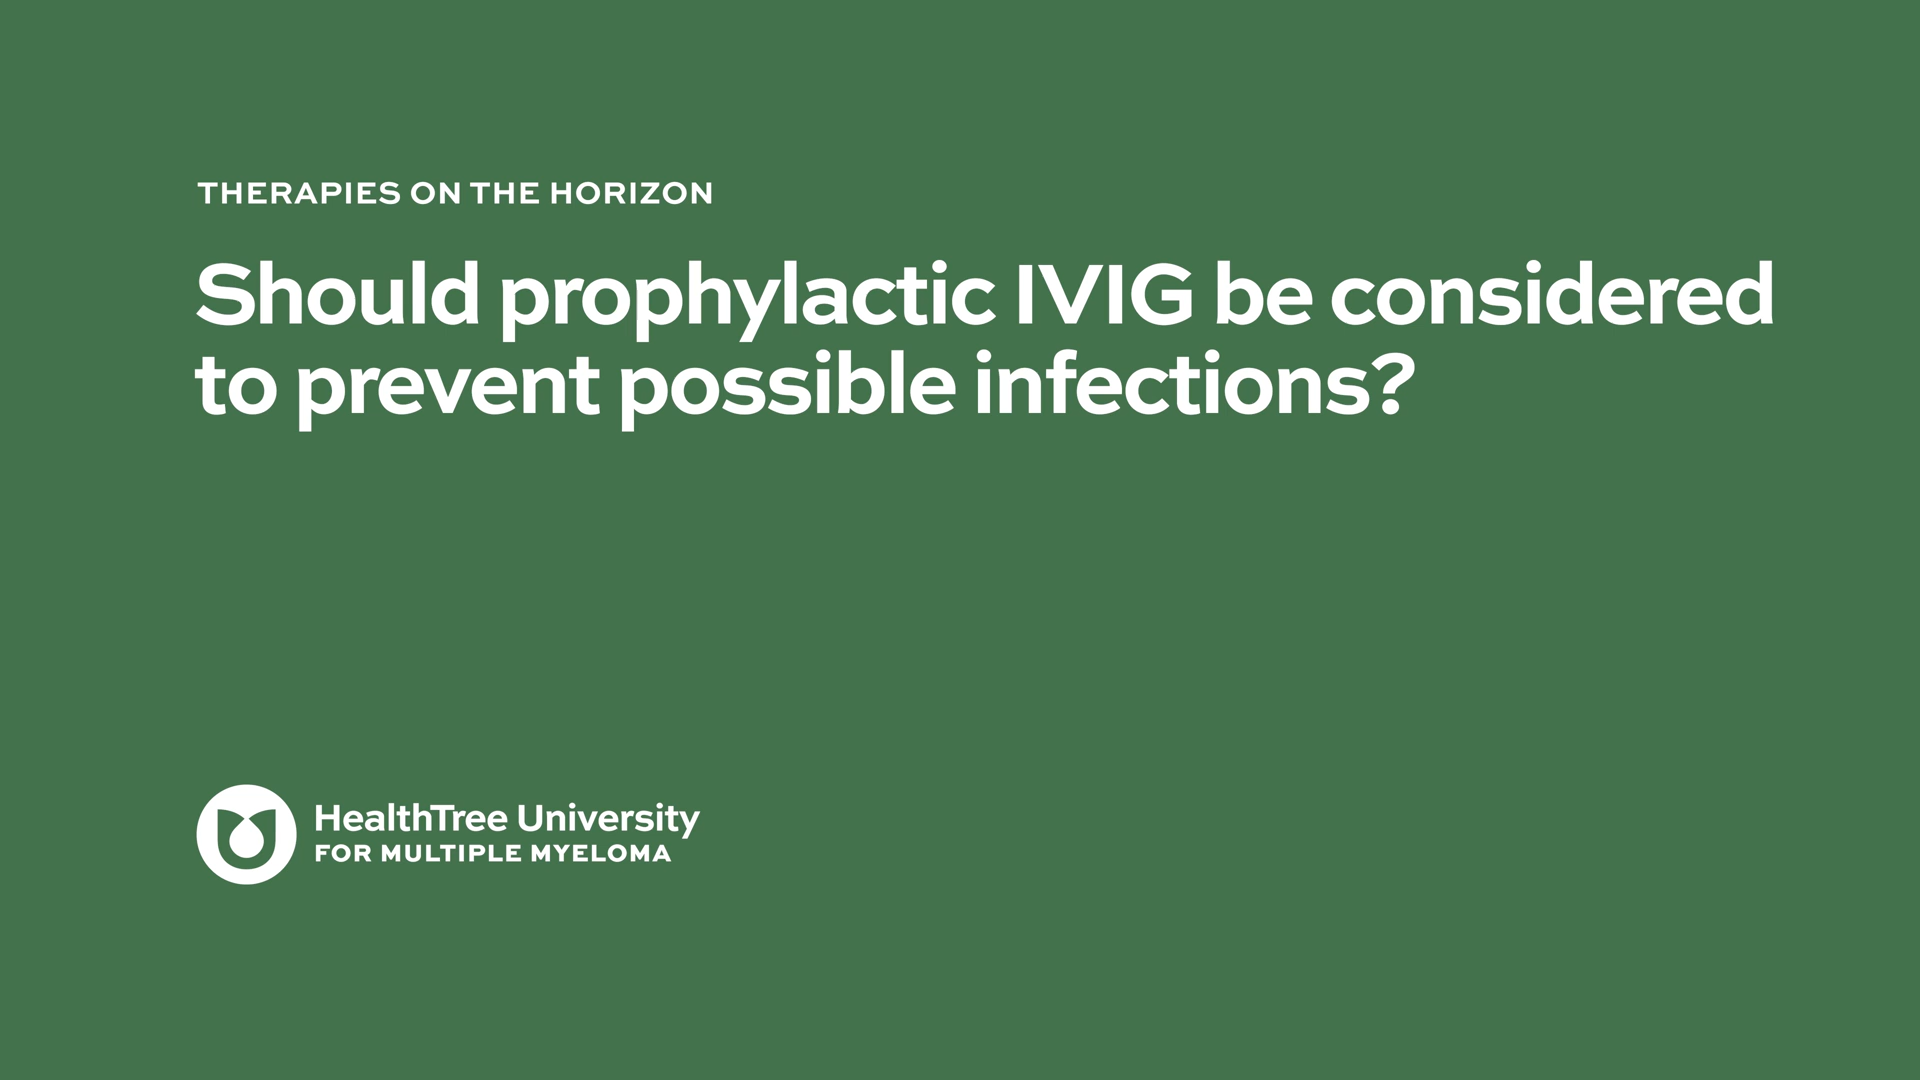 THERAPIES ON THE HORIZON
Should prophylactic IVIG be considered
to prevent possible infections?
HealthTree University
FOR MULTIPLE MYELOMA